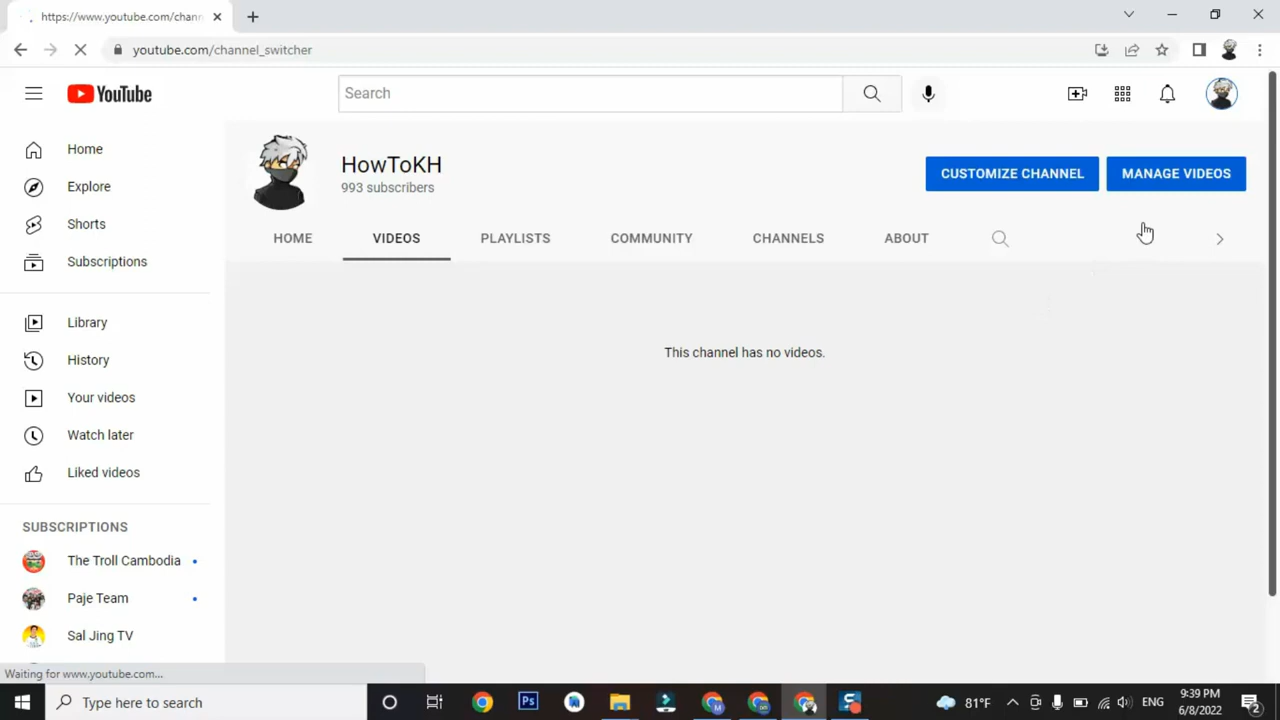 https://www.youtube.com/chann
youtube.com/channel_switcher
YouTube
Search
HowToKH
993 subscribers
CUSTOMIZE CHANNEL
MANAGE VIDEOS
HOME
VIDEOS
PLAYLISTS
COMMUNITY
CHANNELS
ABOUT
This channel has no videos.
Home
Explore
Shorts
Subscriptions
Library
History
Your videos
Watch later
Liked videos
SUBSCRIPTIONS
The Troll Cambodia
Paje Team
Sal Jing TV
Waiting for www.youtube.com...
Type here to search
Ps
81°F
ENG
9:39 PM
6/8/2022
2